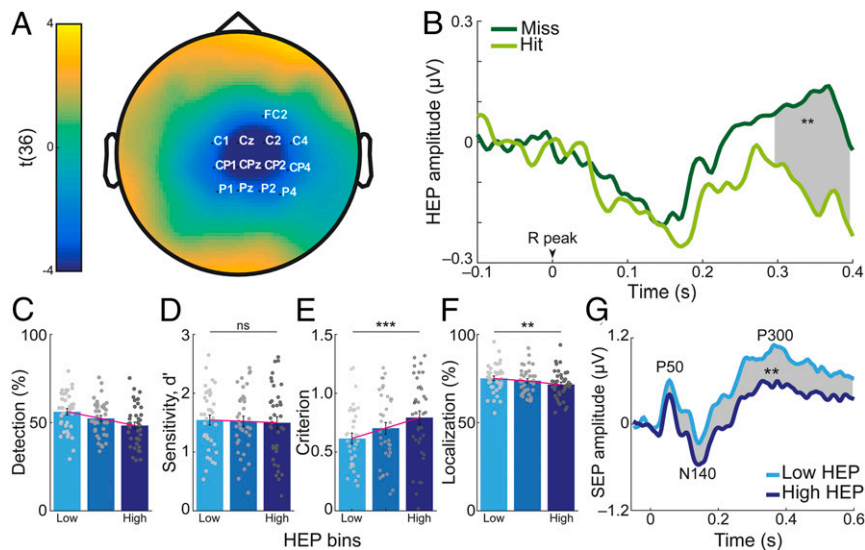 A
4
t(36)
0
-4
FC2
C1 Cz C2 C4
CP1 CPz CP2 CP4
P1 Pz P2 P4
B
Miss
Hit
0.3
HEP amplitude (µV)
–0.3
**
R peak
–0.1 0 0.1 0.2 0.3 0.4
Time (s)
C
Detection (%)
100
50
0
Low High
D
Sensitivity, d'
ns
3
2
1
0
Low High
E
Criterion
***
1.5
1.0
0.5
0
Low High
F
Localization (%)
**
100
50
0
Low High
HEP bins
G
SEP amplitude (µV)
1.2
0
–1.2
P50
N140
P300
**
Low HEP
High HEP
0 0.2 0.4 0.6
Time (s)